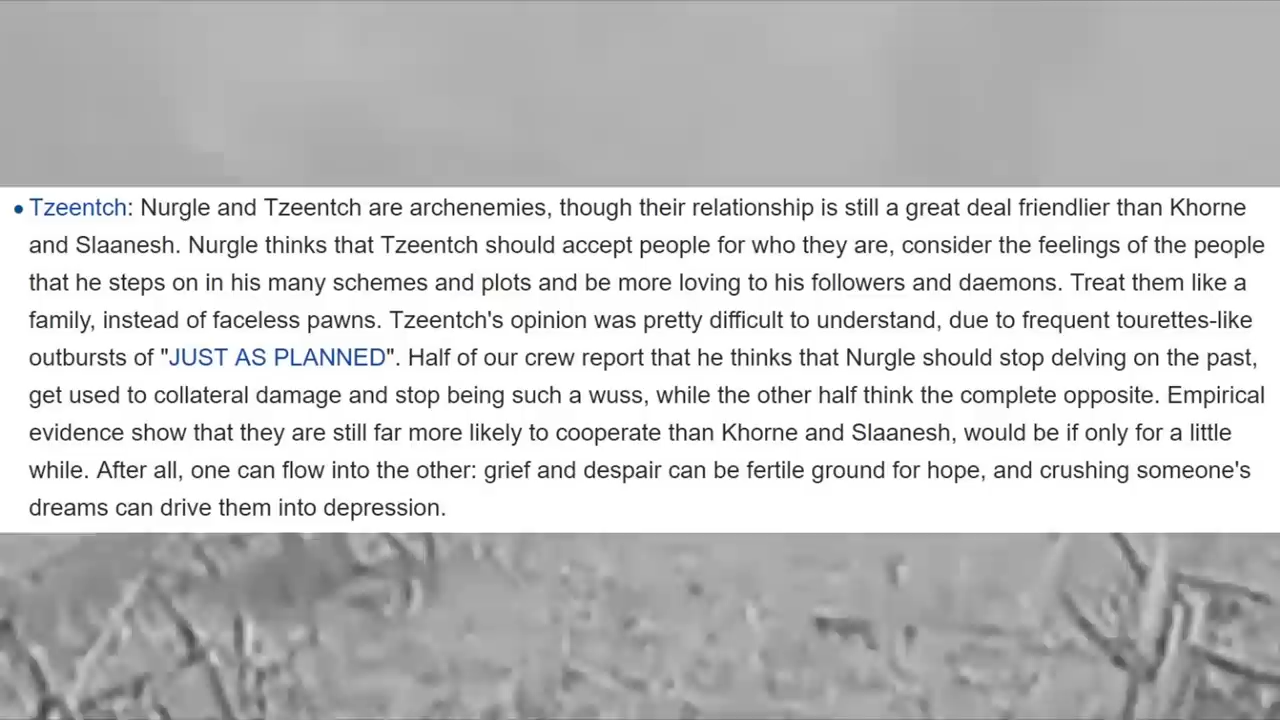 • Tzeentch: Nurgle and Tzeentch are archenemies, though their relationship is still a great deal friendlier than Khorne
and Slaanesh. Nurgle thinks that Tzeentch should accept people for who they are, consider the feelings of the people
that he steps on in his many schemes and plots and be more loving to his followers and daemons. Treat them like a
family, instead of faceless pawns. Tzeentch's opinion was pretty difficult to understand, due to frequent tourettes-like
outbursts of "JUST AS PLANNED". Half of our crew report that he thinks that Nurgle should stop delving on the past,
get used to collateral damage and stop being such a wuss, while the other half think the complete opposite. Empirical
evidence show that they are still far more likely to cooperate than Khorne and Slaanesh, would be if only for a little
while. After all, one can flow into the other: grief and despair can be fertile ground for hope, and crushing someone's
dreams can drive them into depression.